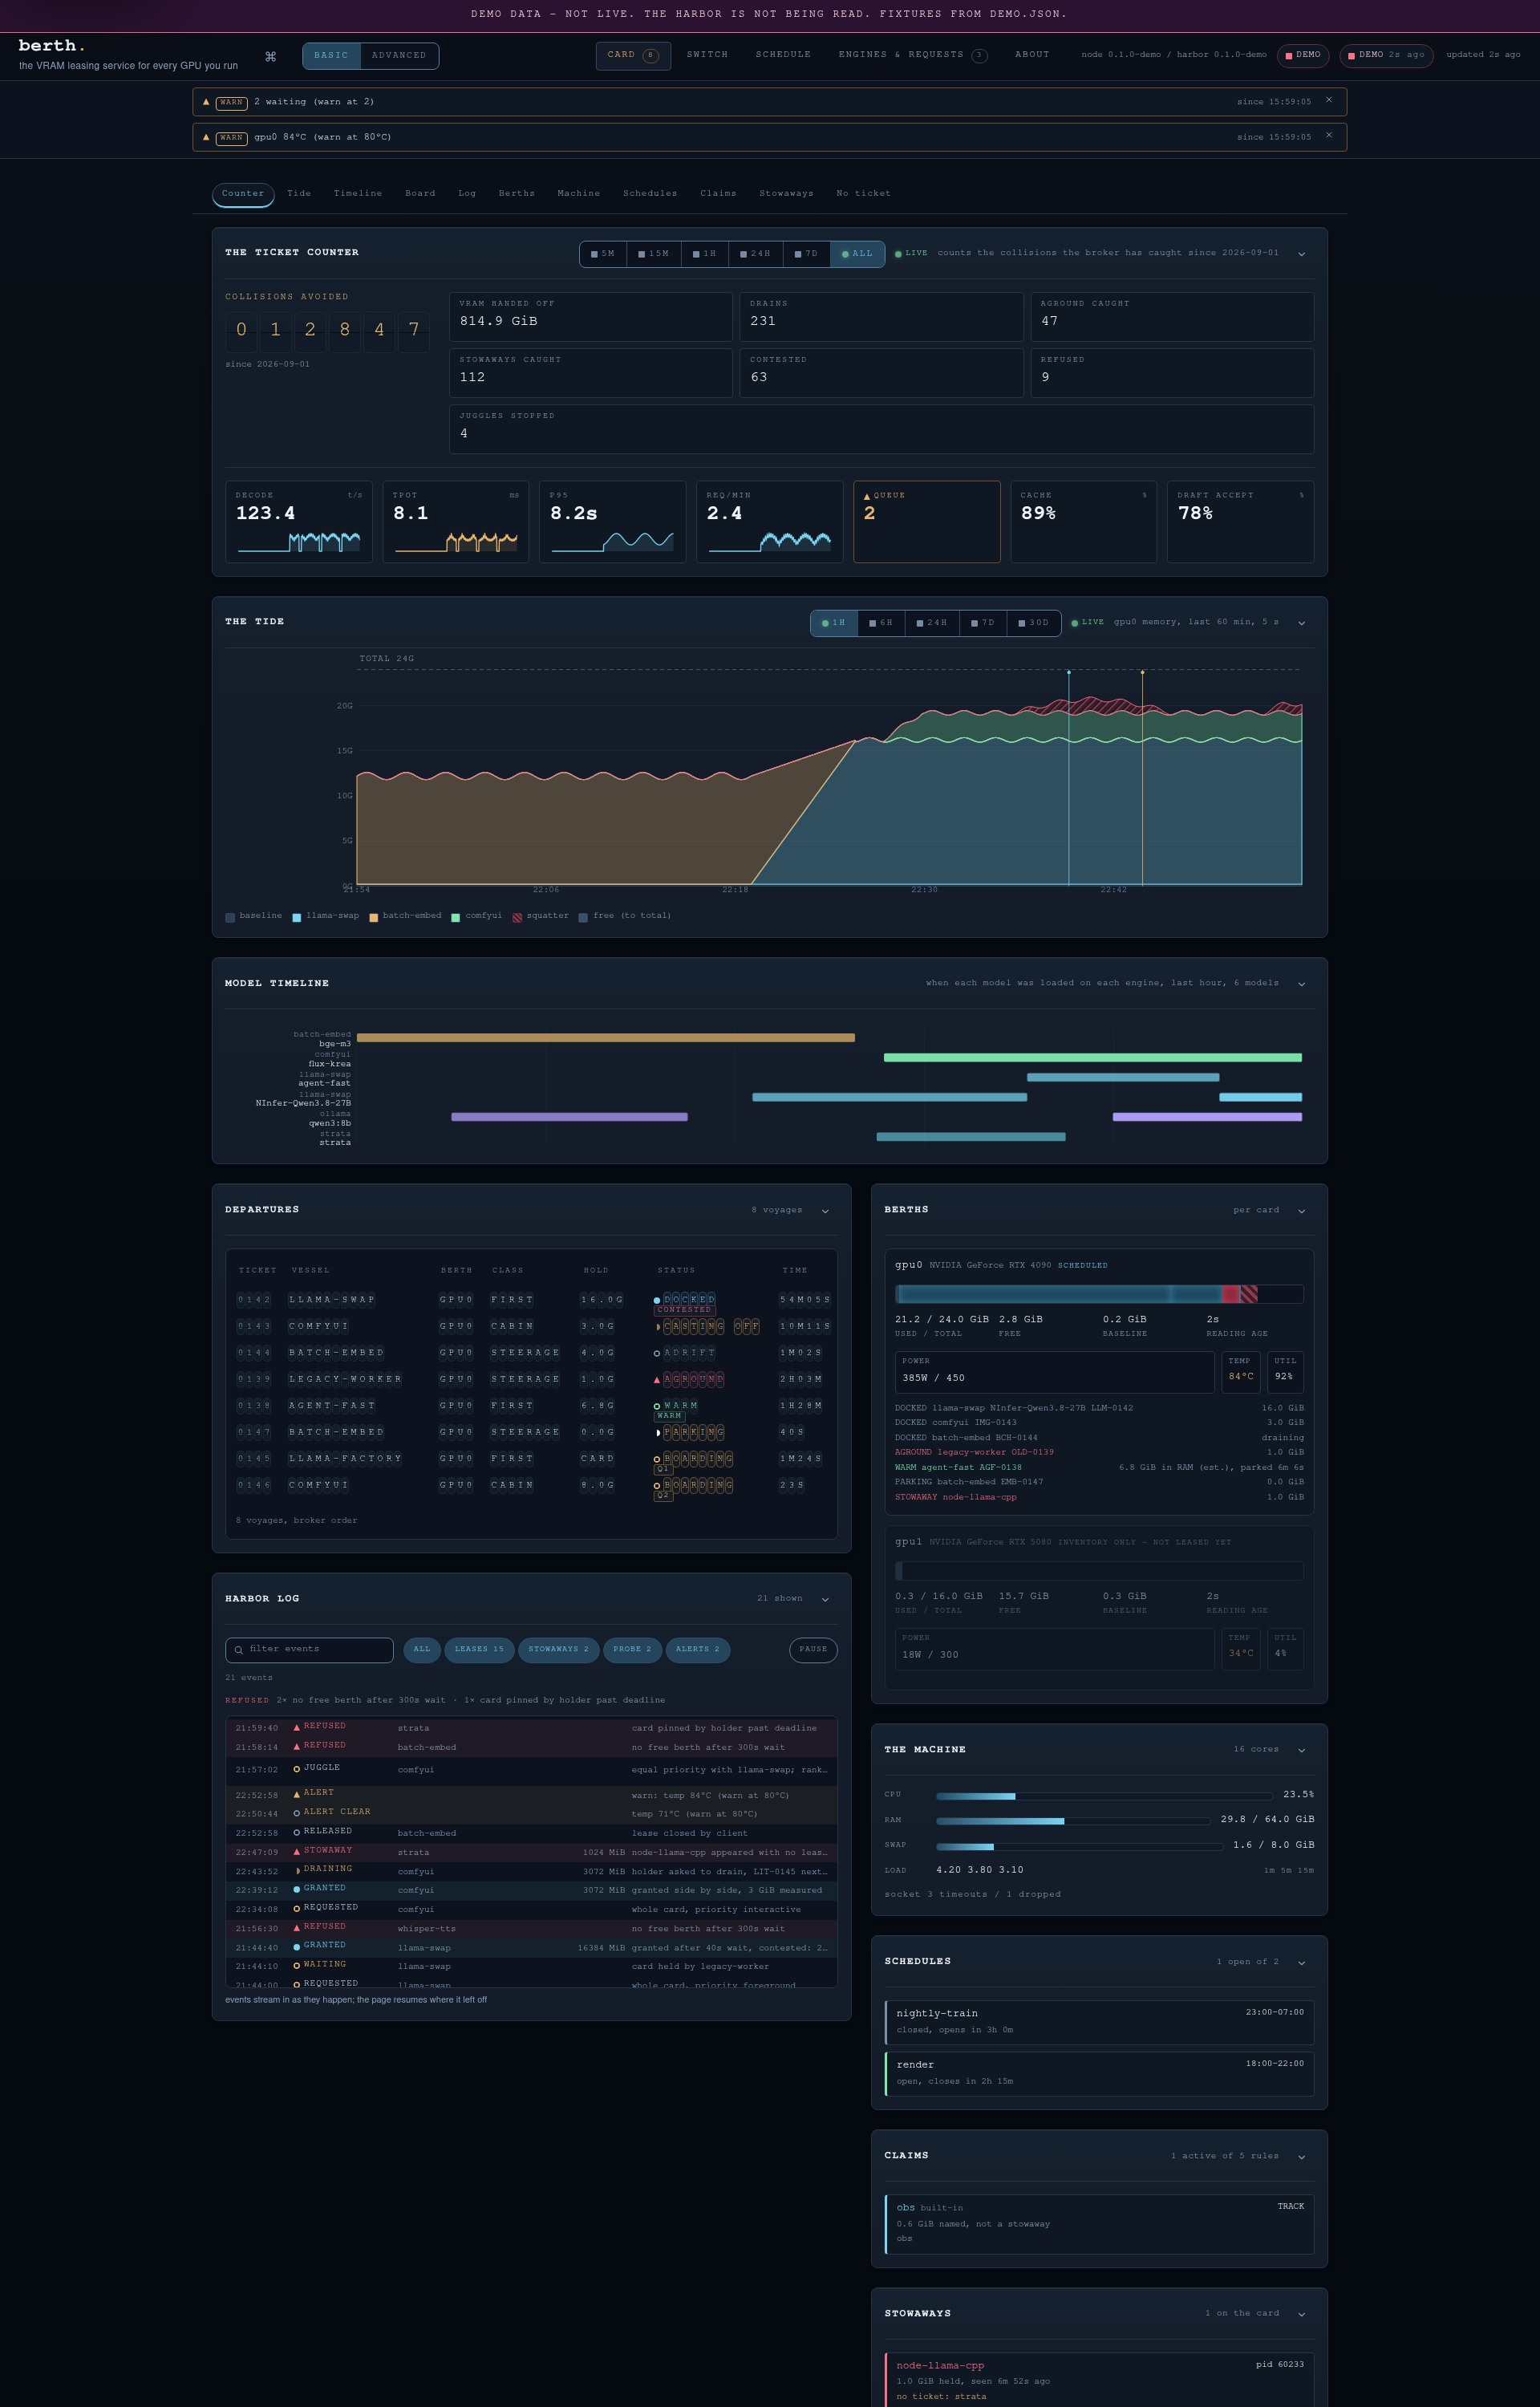 DEMO DATA – NOT LIVE. THE HARBOR IS NOT BEING READ. FIXTURES FROM DEMO.JSON.
berth.
the VRAM leasing service for every GPU you run
⌘
BASIC ADVANCED
CARD 8 SWITCH SCHEDULE ENGINES & REQUESTS 3 ABOUT
node 0.1.0-demo / harbor 0.1.0-demo DEMO DEMO 2s ago updated 2s ago
WARN 2 waiting (warn at 2) since 15:59:05 ×
WARN gpu0 84°C (warn at 80°C) since 15:59:05 ×
Counter Tide Timeline Board Log Berths Machine Schedules Claims Stowaways No ticket
THE TICKET COUNTER
5M 15M 1H 24H 7D ALL LIVE counts the collisions the broker has caught since 2026-09-01
COLLISIONS AVOIDED
012847
since 2026-09-01
VRAM HANDED OFF
814.9 GiB
DRAINS
231
AGROUND CAUGHT
47
STOWAWAYS CAUGHT
112
CONTESTED
63
REFUSED
9
JUGGLES STOPPED
4
DECODE t/s
123.4
TPOT ms
8.1
P95
8.2s
REQ/MIN
2.4
QUEUE
2
CACHE %
89%
DRAFT ACCEPT %
78%
THE TIDE
1H 6H 24H 7D 30D LIVE gpu0 memory, last 60 min, 5 s
TOTAL 24G
20G
15G
10G
5G
0G
21:54 22:06 22:18 22:30 22:42
baseline llama-swap batch-embed comfyui squatter free (to total)
MODEL TIMELINE
when each model was loaded on each engine, last hour, 6 models
batch-embed
bge-m3
comfyui
flux-krea
llama-swap
agent-fast
llama-swap
NInfer-Qwen3.8-27B
ollama
qwen3:8b
strata
strata
DEPARTURES 8 voyages
TICKET VESSEL BERTH CLASS HOLD STATUS TIME
0142 LLAMA-SWAP GPU0 FIRST 16.0G DOCKED 54M05S
CONTESTED
0143 COMFYUI GPU0 CABIN 3.0G CASTING OFF 10M11S
0144 BATCH-EMBED GPU0 STEERAGE 4.0G ADRIFT 1M02S
0139 LEGACY-WORKER GPU0 STEERAGE 1.0G AGROUND 2H03M
0138 AGENT-FAST GPU0 FIRST 6.8G WARM 1H28M
WARM
0147 BATCH-EMBED GPU0 STEERAGE 0.0G PARKING 40S
0145 LLAMA-FACTORY GPU0 FIRST CARD BOARDING 1M24S
Q1
0146 COMFYUI GPU0 CABIN 8.0G BOARDING 23S
Q2
8 voyages, broker order
BERTHS per card
gpu0 NVIDIA GeForce RTX 4090 SCHEDULED
21.2 / 24.0 GiB 2.8 GiB 0.2 GiB 2s
USED / TOTAL FREE BASELINE READING AGE
POWER
385W / 450
TEMP
84°C
UTIL
92%
DOCKED llama-swap NInfer-Qwen3.8-27B LLM-0142 16.0 GiB
DOCKED comfyui IMG-0143 3.0 GiB
DOCKED batch-embed BCH-0144 draining
AGROUND legacy-worker OLD-0139 1.0 GiB
WARM agent-fast AGF-0138 6.8 GiB in RAM (est.), parked 6m 6s
PARKING batch-embed EMB-0147 0.0 GiB
STOWAWAY node-llama-cpp 1.0 GiB
gpu1 NVIDIA GeForce RTX 5080 INVENTORY ONLY – NOT LEASED YET
0.3 / 16.0 GiB 15.7 GiB 0.3 GiB 2s
USED / TOTAL FREE BASELINE READING AGE
POWER
18W / 300
TEMP
34°C
UTIL
4%
HARBOR LOG 21 shown
filter events ALL LEASES 15 STOWAWAYS 2 PROBE 2 ALERTS 2 PAUSE
21 events
REFUSED 2× no free berth after 300s wait · 1× card pinned by holder past deadline
21:59:40 REFUSED strata card pinned by holder past deadline
21:58:14 REFUSED batch-embed no free berth after 300s wait
21:57:02 JUGGLE comfyui equal priority with llama-swap; rank…
22:52:58 ALERT warn: temp 84°C (warn at 80°C)
22:50:44 ALERT CLEAR temp 71°C (warn at 80°C)
22:52:58 RELEASED batch-embed lease closed by client
22:47:09 STOWAWAY strata 1024 MiB node-llama-cpp appeared with no leas…
22:43:52 DRAINING comfyui 3072 MiB holder asked to drain, LIT-0145 next…
22:39:12 GRANTED comfyui 3072 MiB granted side by side, 3 GiB measured
22:34:08 REQUESTED comfyui whole card, priority interactive
21:56:30 REFUSED whisper-tts no free berth after 300s wait
21:44:40 GRANTED llama-swap 16384 MiB granted after 40s wait, contested: 2…
21:44:10 WAITING llama-swap card held by legacy-worker
21:44:00 REQUESTED llama-swap whole card, priority foreground
events stream in as they happen; the page resumes where it left off
THE MACHINE 16 cores
CPU 23.5%
RAM 29.8 / 64.0 GiB
SWAP 1.6 / 8.0 GiB
LOAD 4.20 3.80 3.10 1m 5m 15m
socket 3 timeouts / 1 dropped
SCHEDULES 1 open of 2
nightly-train 23:00–07:00
closed, opens in 3h 0m
render 18:00–22:00
open, closes in 2h 15m
CLAIMS 1 active of 5 rules
obs built-in TRACK
0.6 GiB named, not a stowaway
obs
STOWAWAYS 1 on the card
node-llama-cpp pid 60233
1.0 GiB held, seen 6m 52s ago
no ticket: strata